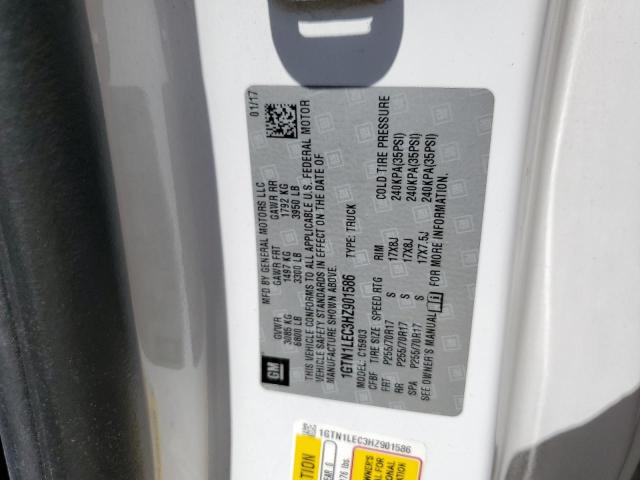 MFD BY GENERAL MOTORS LLC 01/17
GVWR GAWR FRT GAWR RR
3085 KG 1497 KG 1792 KG
6800 LB 3300 LB 3950 LB
THIS VEHICLE CONFORMS TO ALL APPLICABLE U.S. FEDERAL MOTOR
VEHICLE SAFETY STANDARDS IN EFFECT ON THE DATE OF
MANUFACTURE SHOWN ABOVE.
1GTN1LEC3HZ901586 TYPE: TRUCK
MODEL: C15903
CFBF TIRE SIZE SPEED RTG RIM COLD TIRE PRESSURE
FRT P255/70R17 S 17X8J 240KPA(35PSI)
RR P255/70R17 S 17X8J 240KPA(35PSI)
SPA P255/70R17 S 17X7.5J 240KPA(35PSI)
SEE OWNER'S MANUAL FOR MORE INFORMATION.
GM
1GTN1LEC3HZ901586